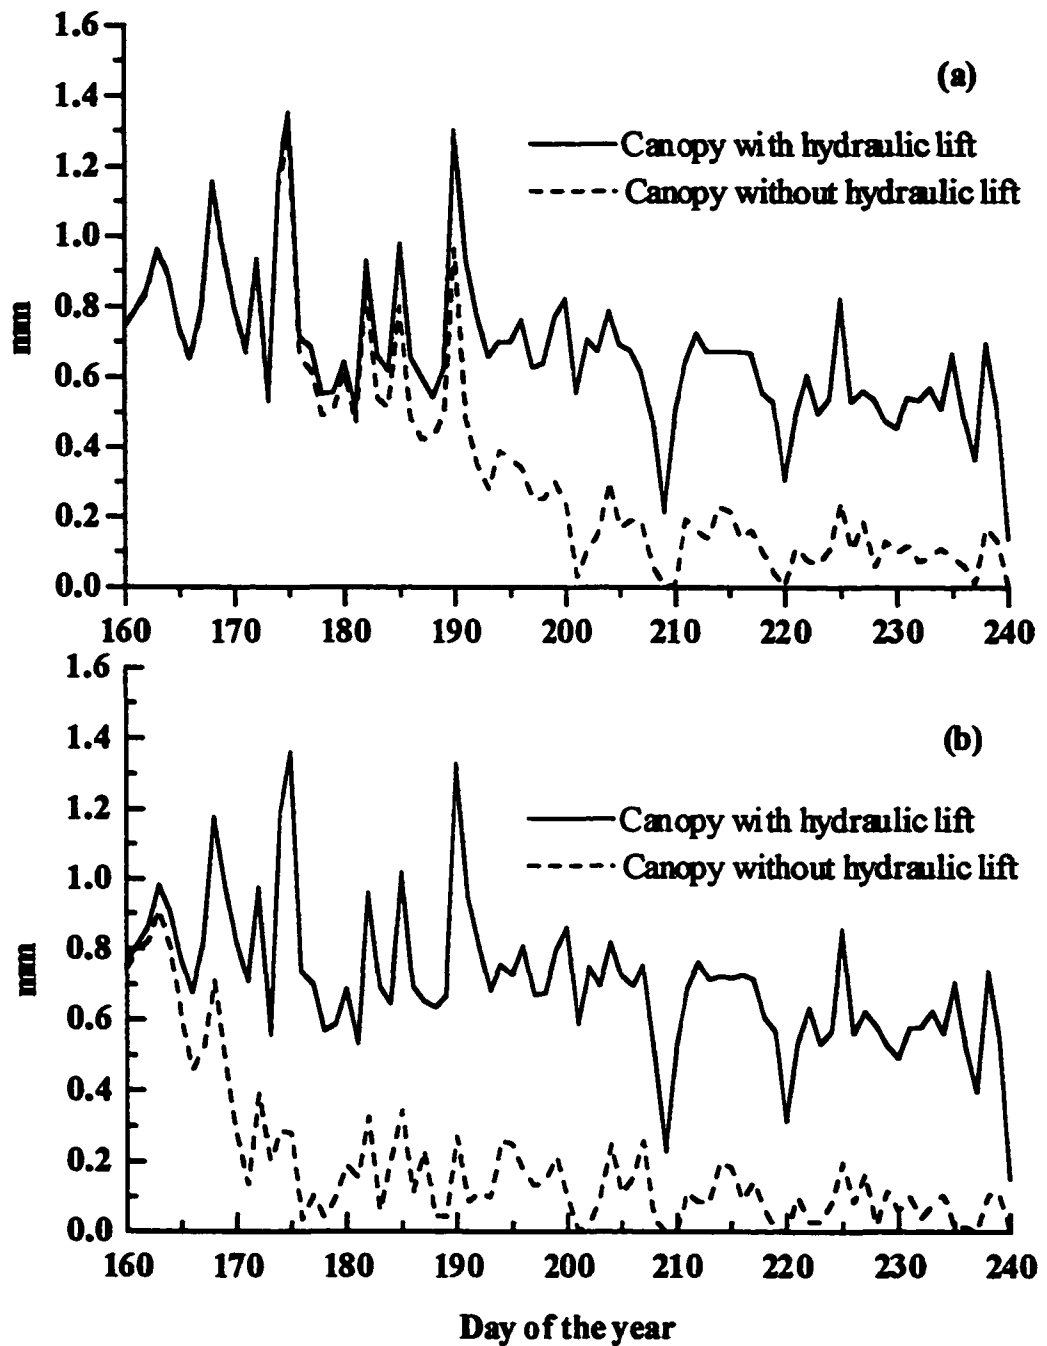 1.6
(a)
1.4
Canopy with hydraulic lift
1.2
Canopy without hydraulic lift
1.0
0.8
mm
0.6
0.4
0.2
0.0
160 170 180 190 200 210 220 230 240
1.6
(b)
1.4
Canopy with hydraulic lift
1.2
Canopy without hydraulic lift
1.0
0.8
mm
0.6
0.4
0.2
0.0
160 170 180 190 200 210 220 230 240
Day of the year